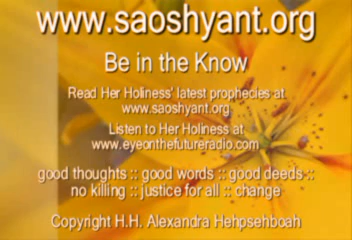 www.saoshyant.org
Be in the Know
Read Her Holiness' latest prophecies at
www.saoshyant.org
Listen to Her Holiness at
www.eyeonthefutureradio.com
good thoughts :: good words :: good deeds ::
no killing :: justice for all :: change
Copyright H.H. Alexandra Hehpsehboah